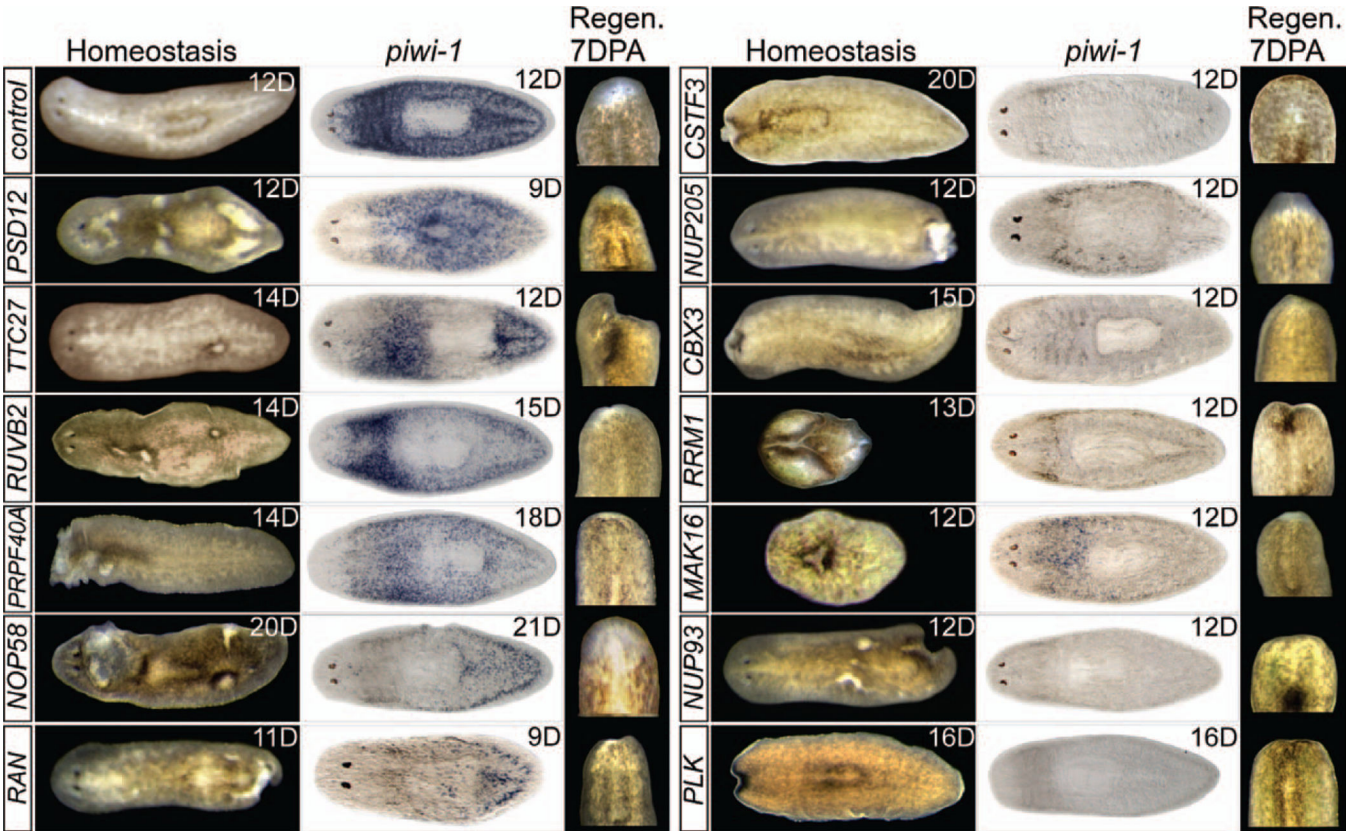 Homeostasis piwi-1 Regen. 7DPA Homeostasis piwi-1 Regen. 7DPA
control 12D 12D CSTF3 20D 12D
PSD12 12D 9D NUP205 12D 12D
TTC27 14D 12D CBX3 15D 12D
RUVB2 14D 15D RRM1 13D 12D
PRPF40A 14D 18D MAK16 12D 12D
NOP58 20D 21D NUP93 12D 12D
RAN 11D 9D PLK 16D 16D